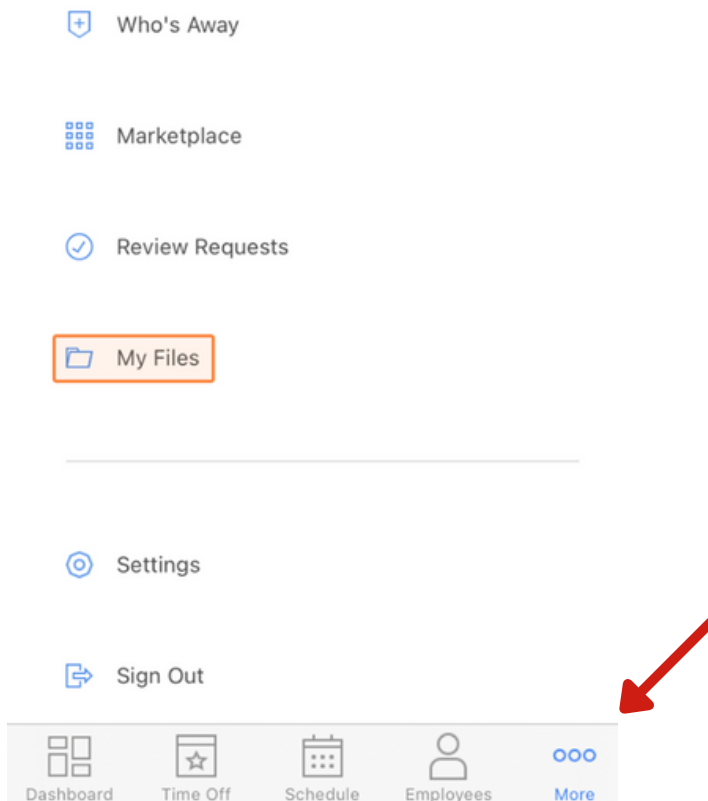 Who's Away
Marketplace
Review Requests
My Files
Settings
Sign Out
Dashboard Time Off Schedule Employees More